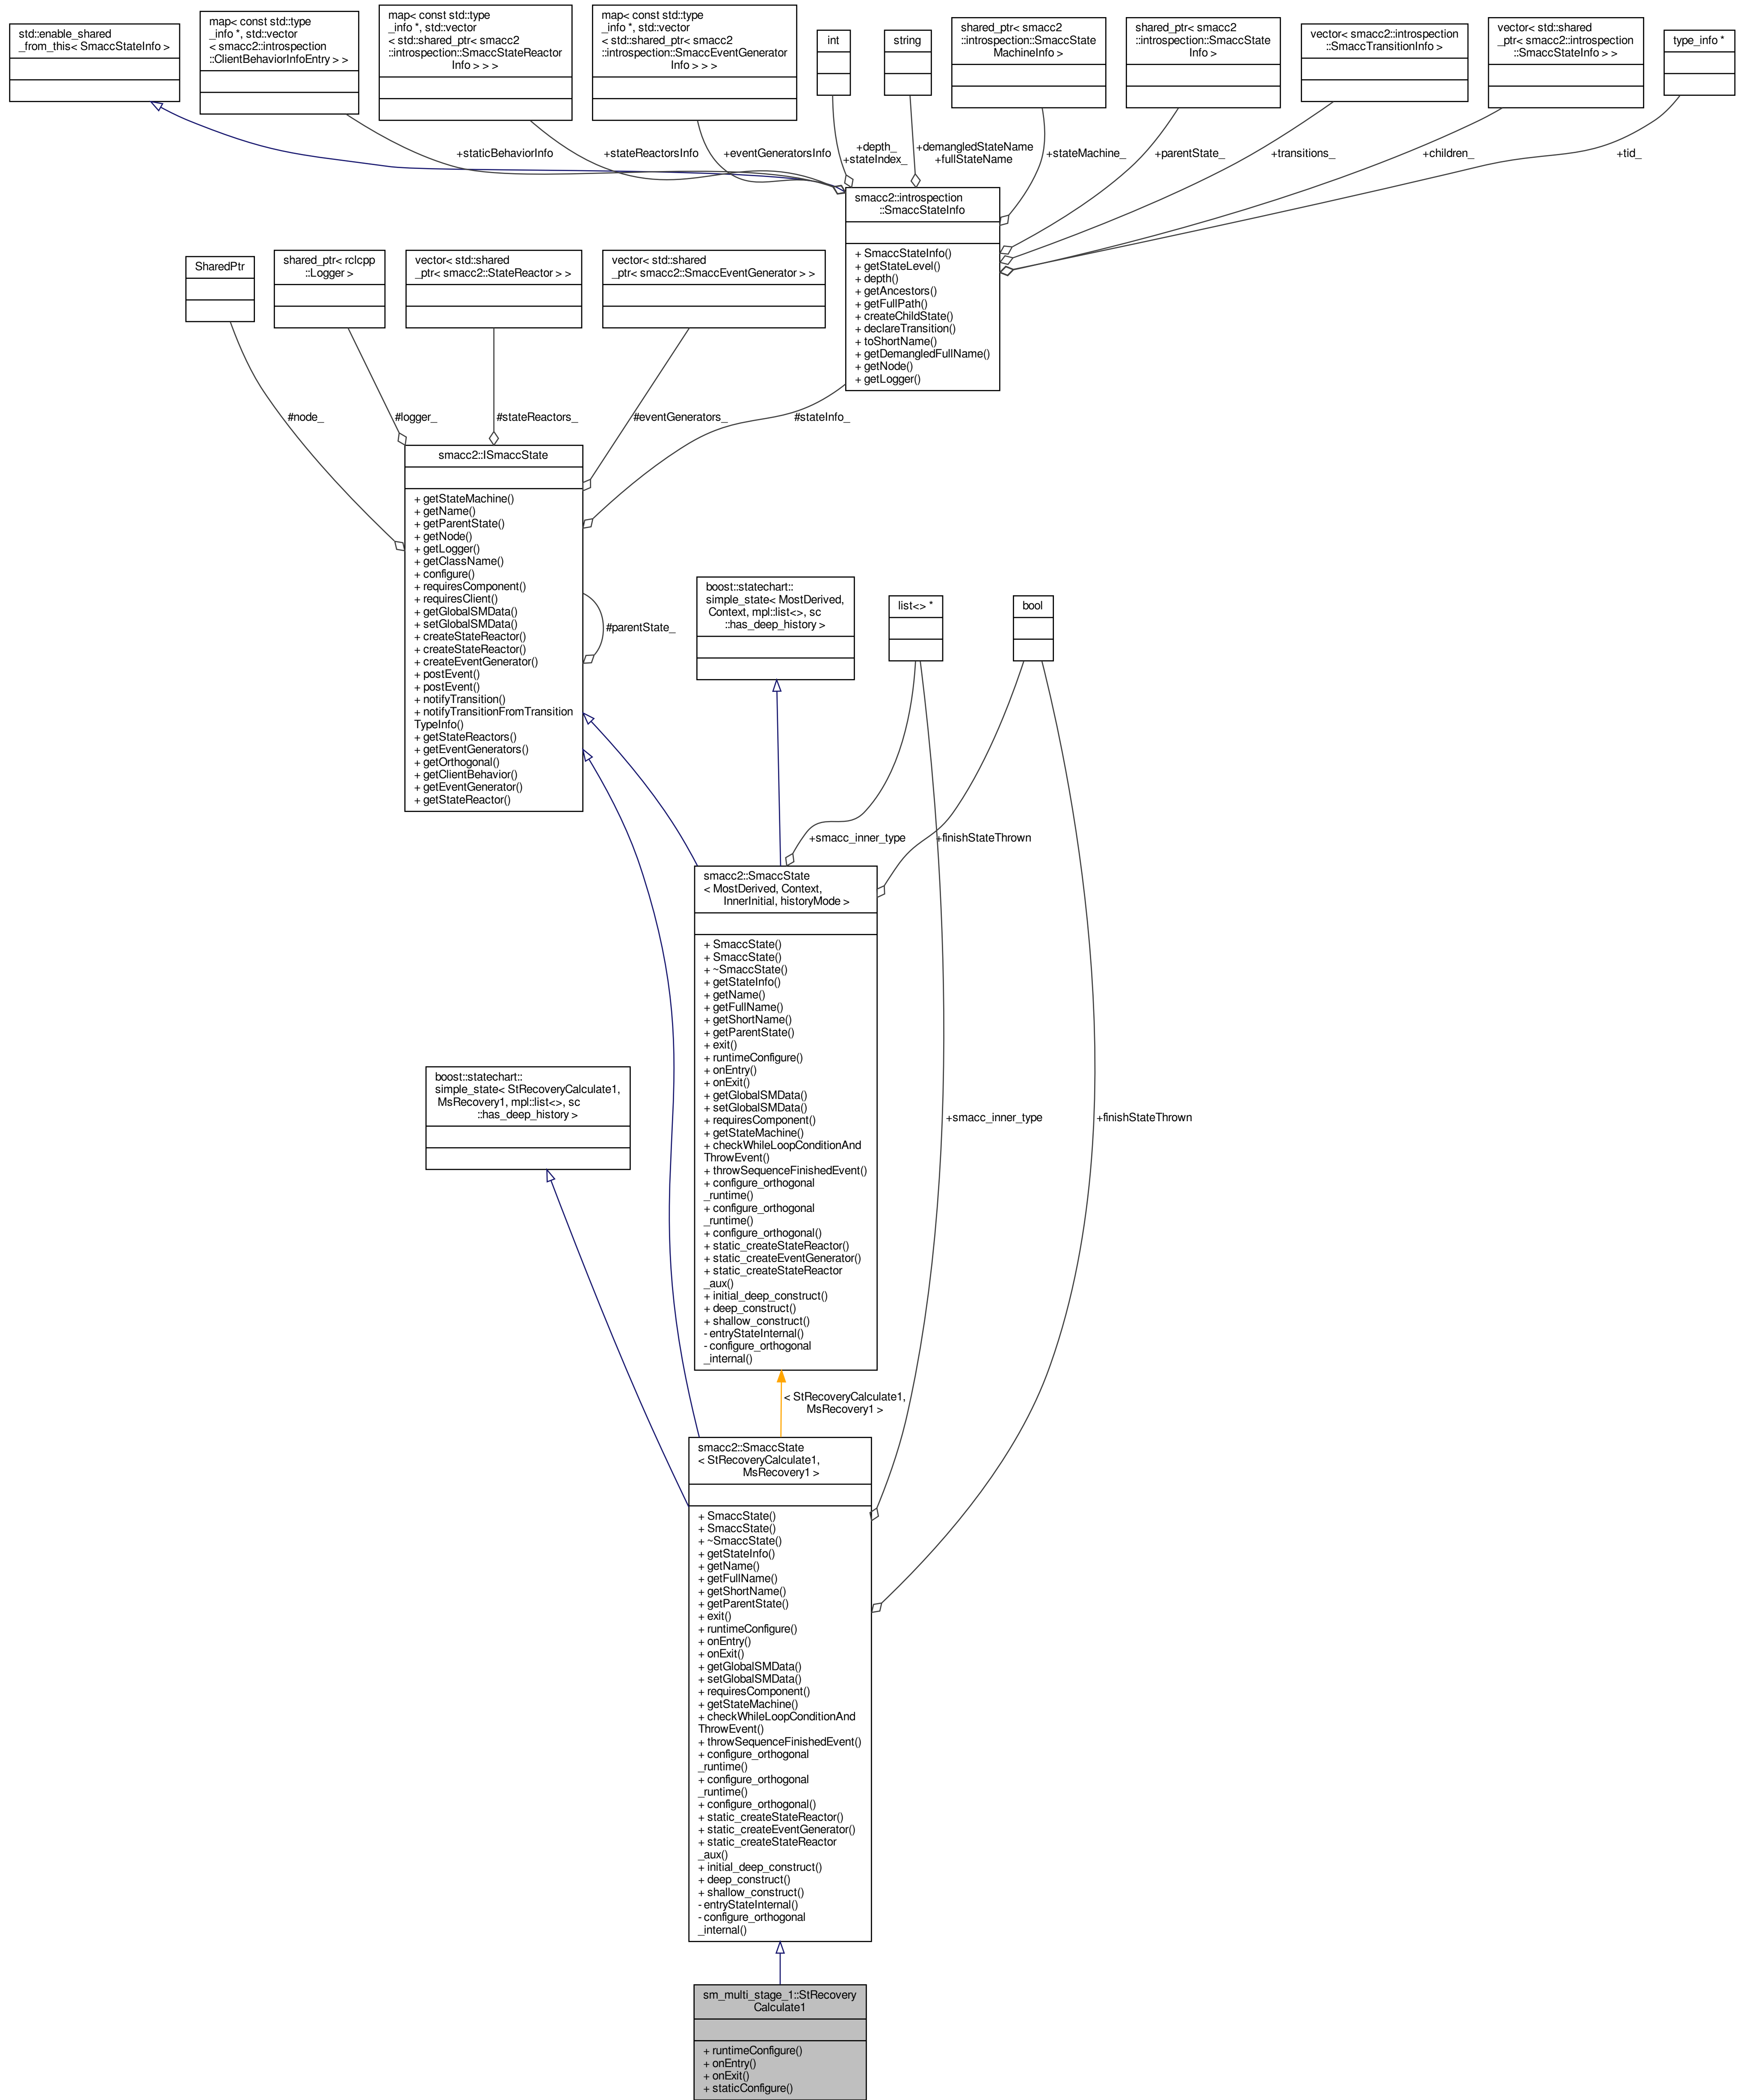 std::enable_shared
_from_this< SmaccStateInfo >
map< const std::type
_info *, std::vector
< smacc2::introspection
::ClientBehaviorInfoEntry > >
map< const std::type
_info *, std::vector
< std::shared_ptr< smacc2
::introspection::SmaccStateReactor
Info > > >
map< const std::type
_info *, std::vector
< std::shared_ptr< smacc2
::introspection::SmaccEventGenerator
Info > > >
int
string
shared_ptr< smacc2
::introspection::SmaccState
MachineInfo >
shared_ptr< smacc2
::introspection::SmaccState
Info >
vector< smacc2::introspection
::SmaccTransitionInfo >
vector< std::shared
_ptr< smacc2::introspection
::SmaccStateInfo > >
type_info *
+staticBehaviorInfo
+stateReactorsInfo
+eventGeneratorsInfo
+depth_
+stateIndex_
+demangledStateName
+fullStateName
+stateMachine_
+parentState_
+transitions_
+children_
+tid_
smacc2::introspection
::SmaccStateInfo
+ SmaccStateInfo()
+ getStateLevel()
+ depth()
+ getAncestors()
+ getFullPath()
+ createChildState()
+ declareTransition()
+ toShortName()
+ getDemangledFullName()
+ getNode()
+ getLogger()
SharedPtr
shared_ptr< rclcpp
::Logger >
vector< std::shared
_ptr< smacc2::StateReactor > >
vector< std::shared
_ptr< smacc2::SmaccEventGenerator > >
#node_
#logger_
#stateReactors_
#eventGenerators_
#stateInfo_
smacc2::ISmaccState
+ getStateMachine()
+ getName()
+ getParentState()
+ getNode()
+ getLogger()
+ getClassName()
+ configure()
+ requiresComponent()
+ requiresClient()
+ getGlobalSMData()
+ setGlobalSMData()
+ createStateReactor()
+ createStateReactor()
+ createEventGenerator()
+ postEvent()
+ postEvent()
+ notifyTransition()
+ notifyTransitionFromTransition
TypeInfo()
+ getStateReactors()
+ getEventGenerators()
+ getOrthogonal()
+ getClientBehavior()
+ getEventGenerator()
+ getStateReactor()
#parentState_
boost::statechart::
simple_state< MostDerived,
Context, mpl::list<>, sc
::has_deep_history >
list<> *
bool
+smacc_inner_type
+finishStateThrown
smacc2::SmaccState
< MostDerived, Context,
InnerInitial, historyMode >
+ SmaccState()
+ SmaccState()
+ ~SmaccState()
+ getStateInfo()
+ getName()
+ getFullName()
+ getShortName()
+ getParentState()
+ exit()
+ runtimeConfigure()
+ onEntry()
+ onExit()
+ getGlobalSMData()
+ setGlobalSMData()
+ requiresComponent()
+ getStateMachine()
+ checkWhileLoopConditionAnd
ThrowEvent()
+ throwSequenceFinishedEvent()
+ configure_orthogonal
_runtime()
+ configure_orthogonal
_runtime()
+ configure_orthogonal()
+ static_createStateReactor()
+ static_createEventGenerator()
+ static_createStateReactor
_aux()
+ initial_deep_construct()
+ deep_construct()
+ shallow_construct()
- entryStateInternal()
- configure_orthogonal
_internal()
boost::statechart::
simple_state< StRecoveryCalculate1,
MsRecovery1, mpl::list<>, sc
::has_deep_history >
+smacc_inner_type
+finishStateThrown
< StRecoveryCalculate1,
MsRecovery1 >
smacc2::SmaccState
< StRecoveryCalculate1,
MsRecovery1 >
+ SmaccState()
+ SmaccState()
+ ~SmaccState()
+ getStateInfo()
+ getName()
+ getFullName()
+ getShortName()
+ getParentState()
+ exit()
+ runtimeConfigure()
+ onEntry()
+ onExit()
+ getGlobalSMData()
+ setGlobalSMData()
+ requiresComponent()
+ getStateMachine()
+ checkWhileLoopConditionAnd
ThrowEvent()
+ throwSequenceFinishedEvent()
+ configure_orthogonal
_runtime()
+ configure_orthogonal
_runtime()
+ configure_orthogonal()
+ static_createStateReactor()
+ static_createEventGenerator()
+ static_createStateReactor
_aux()
+ initial_deep_construct()
+ deep_construct()
+ shallow_construct()
- entryStateInternal()
- configure_orthogonal
_internal()
sm_multi_stage_1::StRecovery
Calculate1
+ runtimeConfigure()
+ onEntry()
+ onExit()
+ staticConfigure()